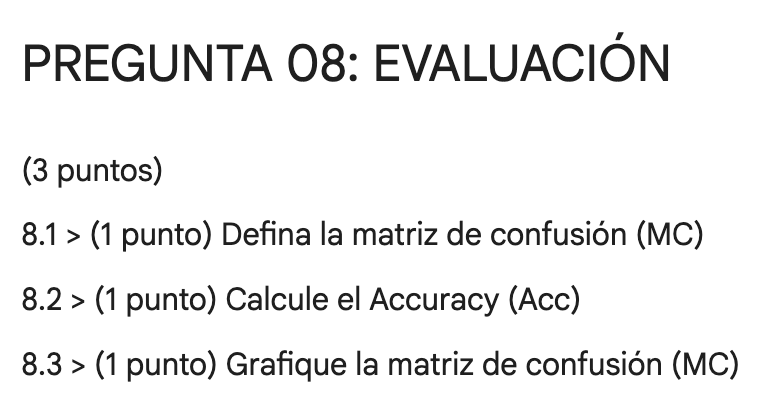 PREGUNTA 08: EVALUACIÓN
(3 puntos)
8.1 > (1 punto) Defina la matriz de confusión (MC)
8.2 > (1 punto) Calcule el Accuracy (Acc)
8.3 > (1 punto) Grafique la matriz de confusión (MC)